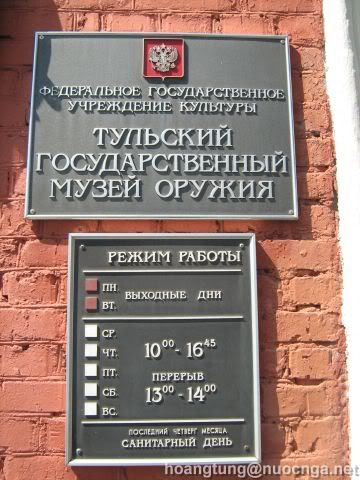 ФЕДЕРАЛЬНОЕ ГОСУДАРСТВЕННОЕ
УЧРЕЖДЕНИЕ КУЛЬТУРЫ
ТУЛЬСКИЙ
ГОСУДАРСТВЕННЫЙ
МУЗЕЙ ОРУЖИЯ
РЕЖИМ РАБОТЫ
ПН.
ВТ.
ВЫХОДНЫЕ ДНИ
СР.
ЧТ.
ПТ.
СБ.
ВС.
10⁰⁰ - 16⁴⁵
ПЕРЕРЫВ
13⁰⁰ - 14⁰⁰
ПОСЛЕДНИЙ ЧЕТВЕРГ МЕСЯЦА
САНИТАРНЫЙ ДЕНЬ
hoangtung@nuocnga.net